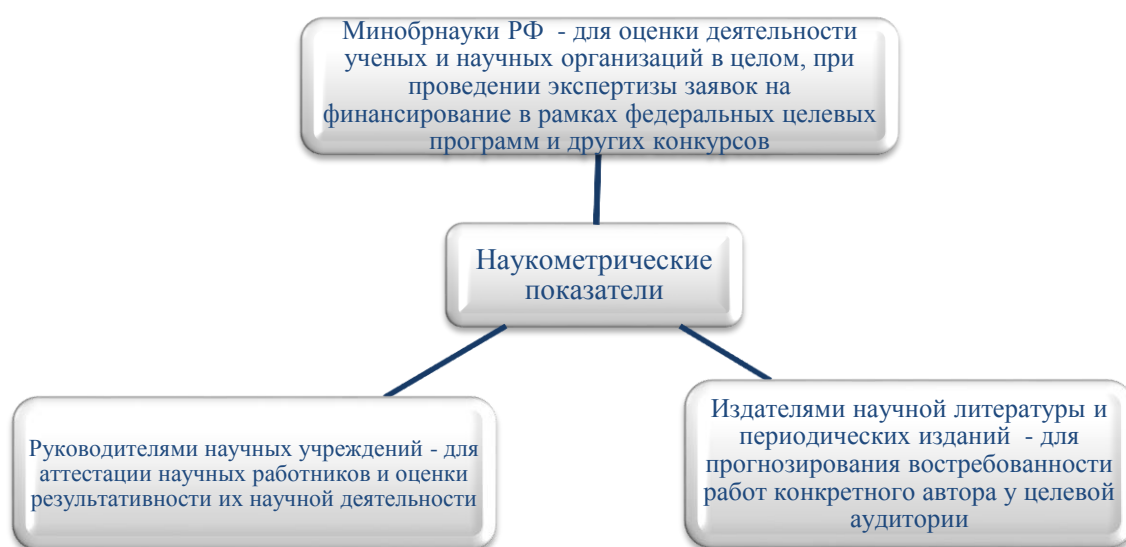 Минобрнауки РФ - для оценки деятельности
ученых и научных организаций в целом, при
проведении экспертизы заявок на
финансирование в рамках федеральных целевых
программ и других конкурсов
Наукометрические
показатели
Руководителями научных учреждений - для
аттестации научных работников и оценки
результативности их научной деятельности
Издателями научной литературы и
периодических изданий - для
прогнозирования востребованности
работ конкретного автора у целевой
аудитории